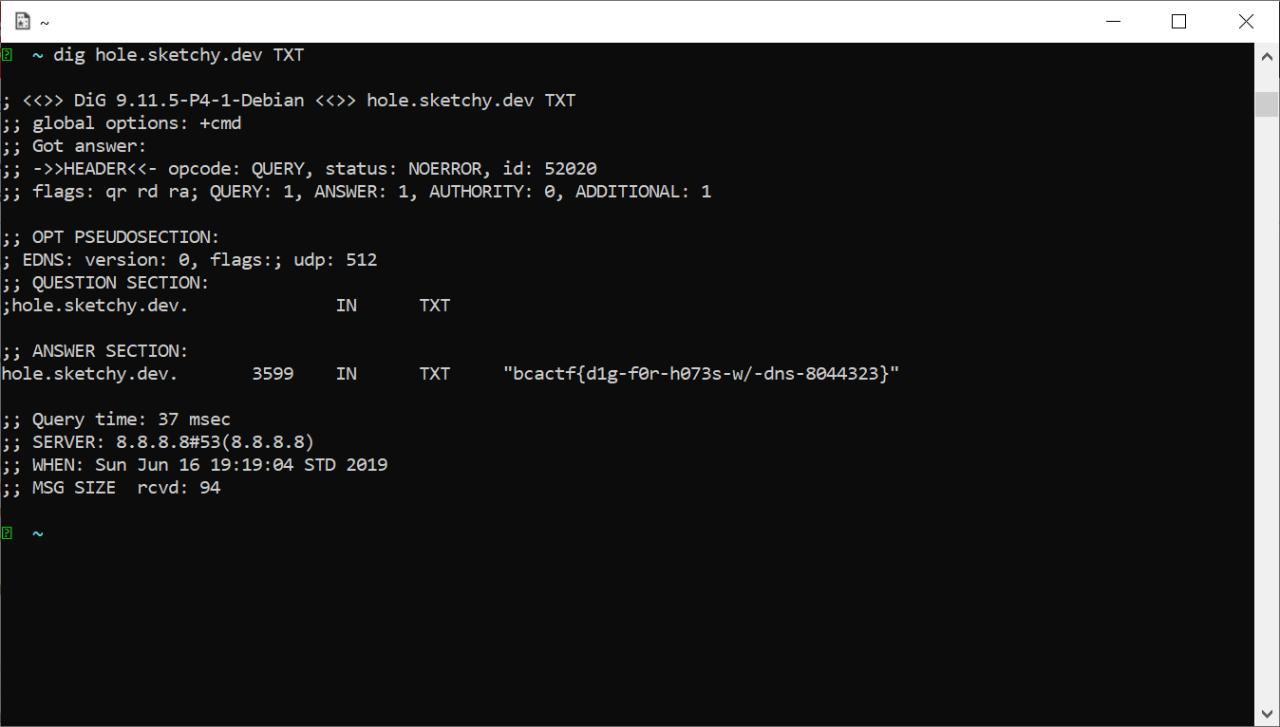 ~
~ dig hole.sketchy.dev TXT
; <<>> DiG 9.11.5-P4-1-Debian <<>> hole.sketchy.dev TXT
;; global options: +cmd
;; Got answer:
;; ->>HEADER<<- opcode: QUERY, status: NOERROR, id: 52020
;; flags: qr rd ra; QUERY: 1, ANSWER: 1, AUTHORITY: 0, ADDITIONAL: 1
;; OPT PSEUDOSECTION:
; EDNS: version: 0, flags:; udp: 512
;; QUESTION SECTION:
;hole.sketchy.dev. IN TXT
;; ANSWER SECTION:
hole.sketchy.dev. 3599 IN TXT "bcactf{d1g-f0r-h073s-w/-dns-8044323}"
;; Query time: 37 msec
;; SERVER: 8.8.8.8#53(8.8.8.8)
;; WHEN: Sun Jun 16 19:19:04 STD 2019
;; MSG SIZE  rcvd: 94
~